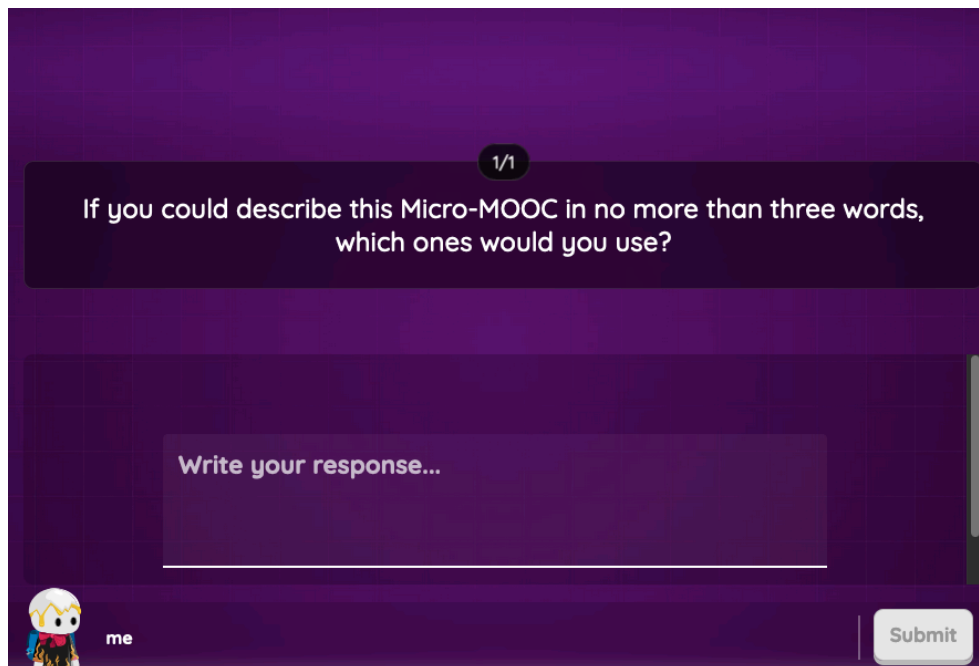 1/1
If you could describe this Micro-MOOC in no more than three words,
which ones would you use?
Write your response...
me
Submit